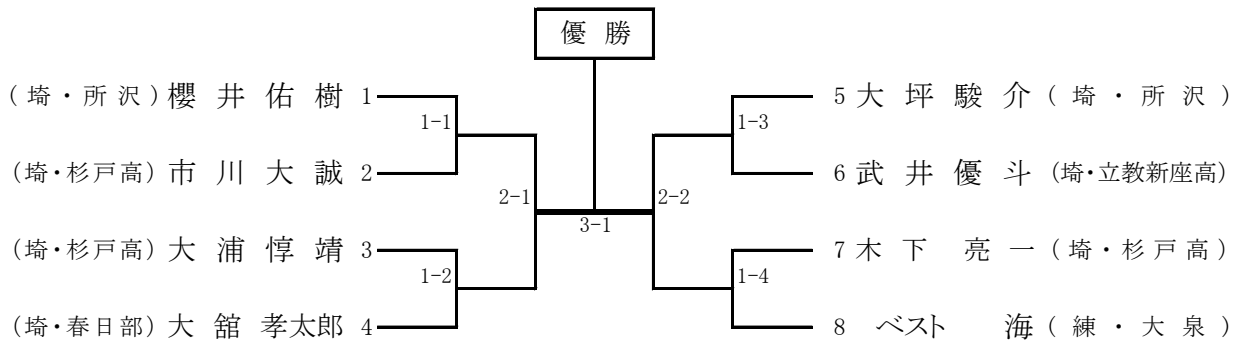 優勝
(埼・所沢) 櫻井佑樹 1
5 大坪駿介 (埼・所沢)
1-1
1-3
(埼・杉戸高) 市川大誠 2
6 武井優斗 (埼・立教新座高)
2-1
2-2
3-1
(埼・杉戸高) 大浦惇靖 3
7 木下 亮一 (埼・杉戸高)
1-2
1-4
(埼・春日部) 大舘 孝太郎 4
8 ベスト 海 (練・大泉)